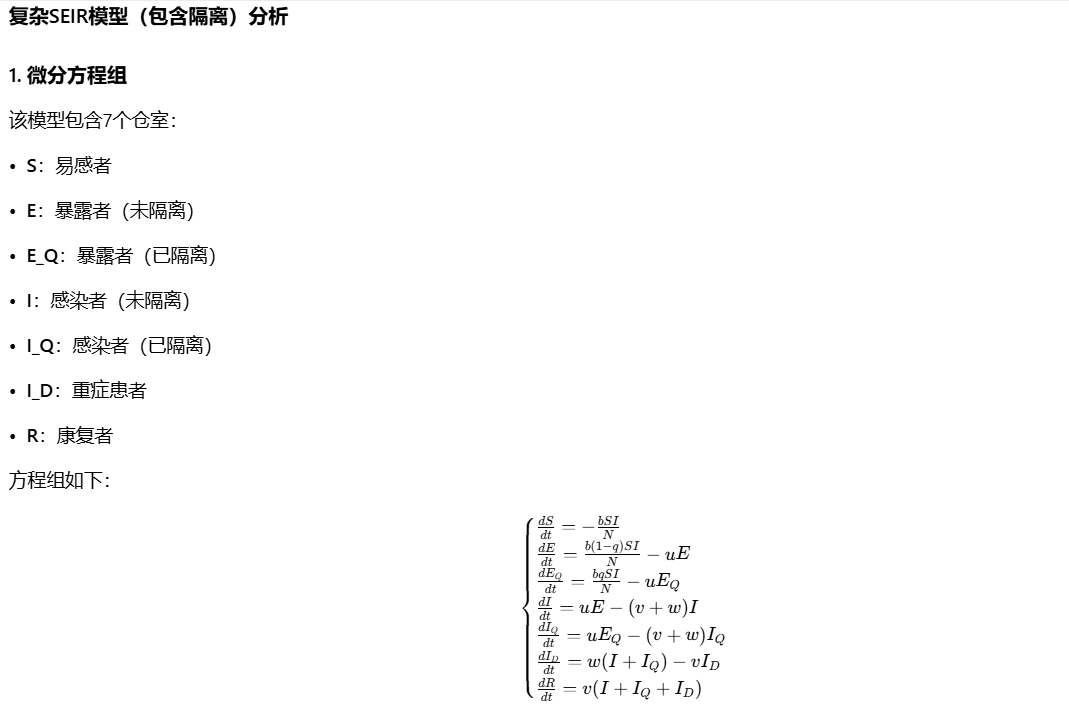 复杂SEIR模型（包含隔离）分析
1. 微分方程组
该模型包含7个仓室：
• S：易感者
• E：暴露者（未隔离）
• E_Q：暴露者（已隔离）
• I：感染者（未隔离）
• I_Q：感染者（已隔离）
• I_D：重症患者
• R：康复者
方程组如下：
dS/dt = −bSI/N
dE/dt = b(1−q)SI/N − uE
dE_Q/dt = bqSI/N − uE_Q
dI/dt = uE − (v + w)I
dI_Q/dt = uE_Q − (v + w)I_Q
dI_D/dt = w(I + I_Q) − vI_D
dR/dt = v(I + I_Q + I_D)